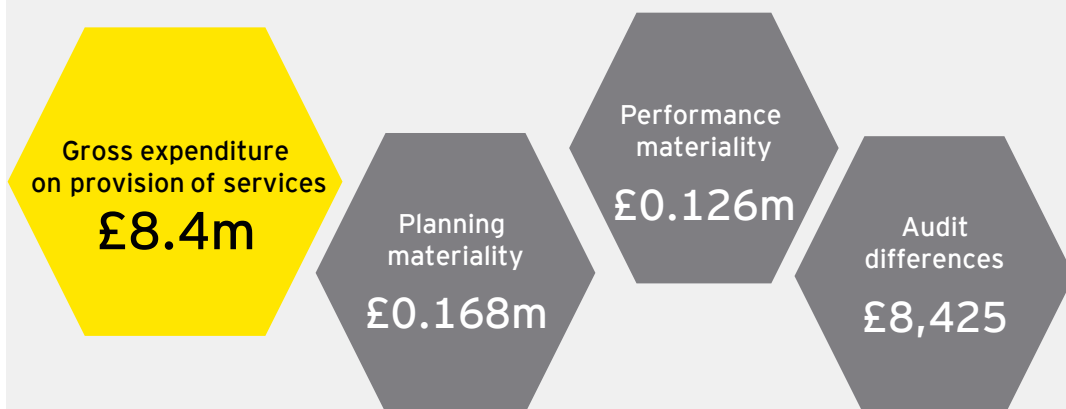 Gross expenditure
on provision of services
£8.4m
Planning
materiality
£0.168m
Performance
materiality
£0.126m
Audit
differences
£8,425